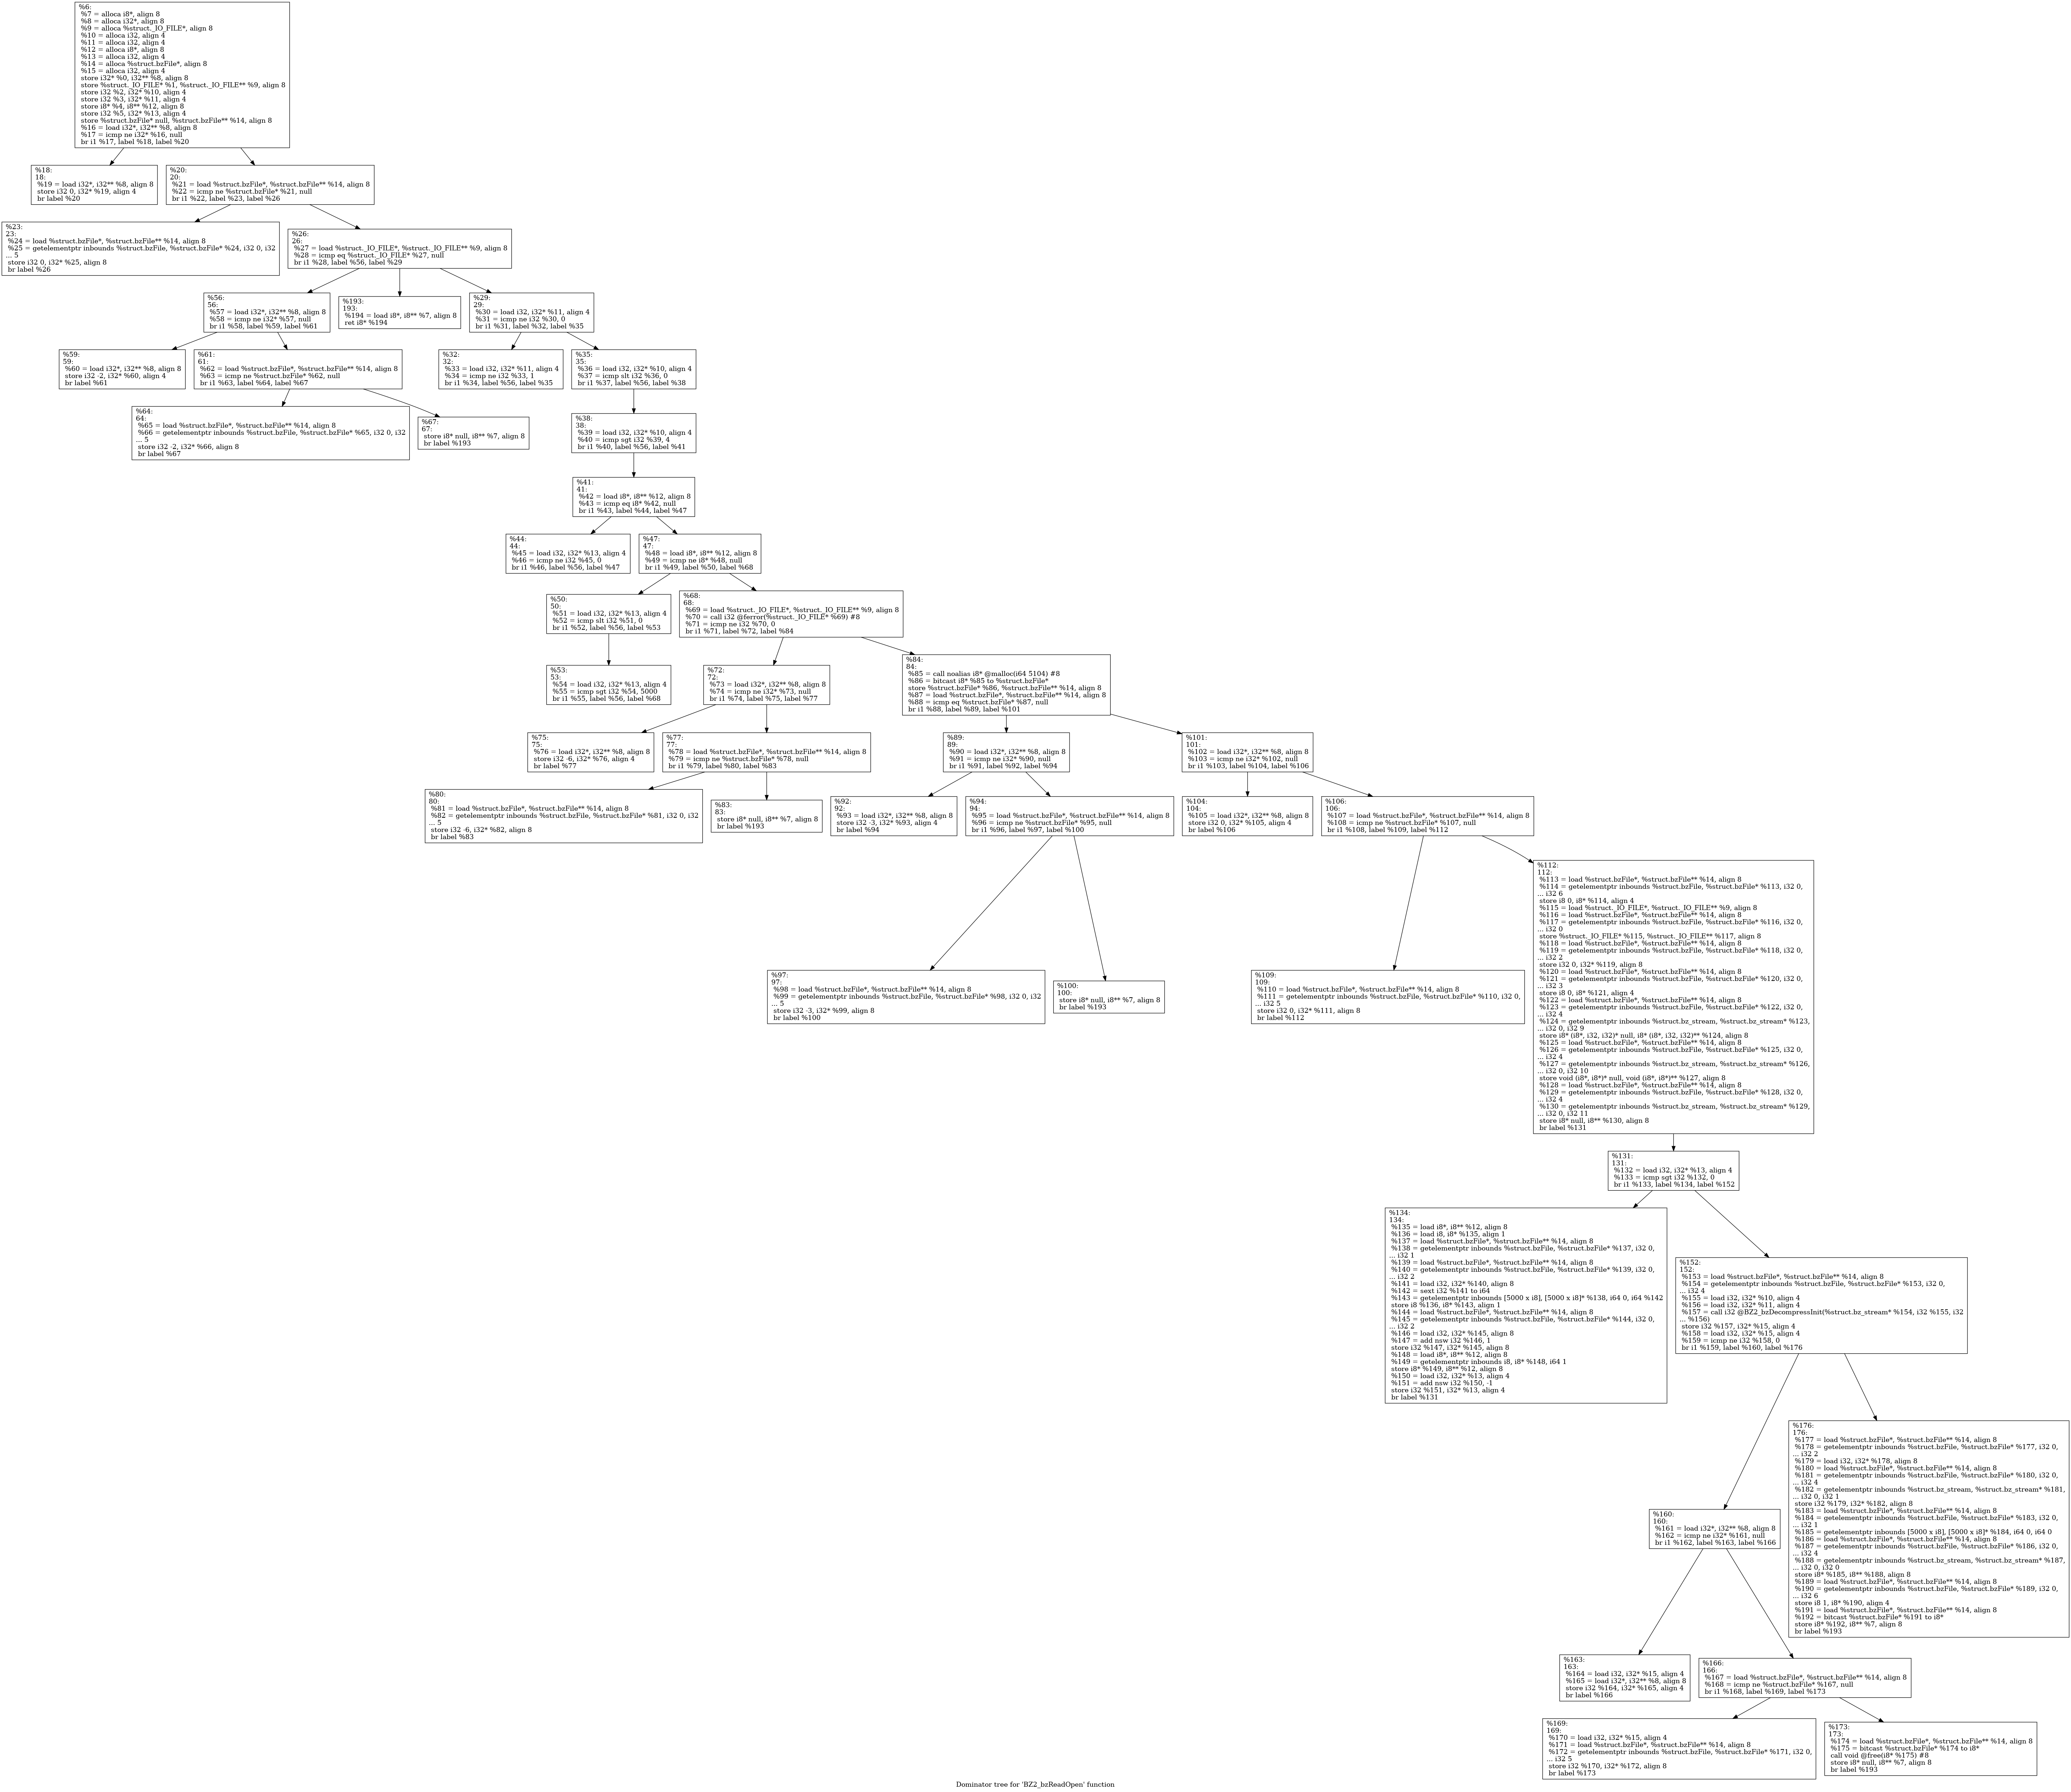 %6:
%7 = alloca i8*, align 8
%8 = alloca i32*, align 8
%9 = alloca %struct._IO_FILE*, align 8
%10 = alloca i32, align 4
%11 = alloca i32, align 4
%12 = alloca i8*, align 8
%13 = alloca i32, align 4
%14 = alloca %struct.bzFile*, align 8
%15 = alloca i32, align 4
store i32* %0, i32** %8, align 8
store %struct._IO_FILE* %1, %struct._IO_FILE** %9, align 8
store i32 %2, i32* %10, align 4
store i32 %3, i32* %11, align 4
store i8* %4, i8** %12, align 8
store i32 %5, i32* %13, align 4
store %struct.bzFile* null, %struct.bzFile** %14, align 8
%16 = load i32*, i32** %8, align 8
%17 = icmp ne i32* %16, null
br i1 %17, label %18, label %20
%18:
18:
%19 = load i32*, i32** %8, align 8
store i32 0, i32* %19, align 4
br label %20
%20:
20:
%21 = load %struct.bzFile*, %struct.bzFile** %14, align 8
%22 = icmp ne %struct.bzFile* %21, null
br i1 %22, label %23, label %26
%23:
23:
%24 = load %struct.bzFile*, %struct.bzFile** %14, align 8
%25 = getelementptr inbounds %struct.bzFile, %struct.bzFile* %24, i32 0, i32
... 5
store i32 0, i32* %25, align 8
br label %26
%26:
26:
%27 = load %struct._IO_FILE*, %struct._IO_FILE** %9, align 8
%28 = icmp eq %struct._IO_FILE* %27, null
br i1 %28, label %56, label %29
%56:
56:
%57 = load i32*, i32** %8, align 8
%58 = icmp ne i32* %57, null
br i1 %58, label %59, label %61
%193:
193:
%194 = load i8*, i8** %7, align 8
ret i8* %194
%29:
29:
%30 = load i32, i32* %11, align 4
%31 = icmp ne i32 %30, 0
br i1 %31, label %32, label %35
%59:
59:
%60 = load i32*, i32** %8, align 8
store i32 -2, i32* %60, align 4
br label %61
%61:
61:
%62 = load %struct.bzFile*, %struct.bzFile** %14, align 8
%63 = icmp ne %struct.bzFile* %62, null
br i1 %63, label %64, label %67
%32:
32:
%33 = load i32, i32* %11, align 4
%34 = icmp ne i32 %33, 1
br i1 %34, label %56, label %35
%35:
35:
%36 = load i32, i32* %10, align 4
%37 = icmp slt i32 %36, 0
br i1 %37, label %56, label %38
%64:
64:
%65 = load %struct.bzFile*, %struct.bzFile** %14, align 8
%66 = getelementptr inbounds %struct.bzFile, %struct.bzFile* %65, i32 0, i32
... 5
store i32 -2, i32* %66, align 8
br label %67
%67:
67:
store i8* null, i8** %7, align 8
br label %193
%38:
38:
%39 = load i32, i32* %10, align 4
%40 = icmp sgt i32 %39, 4
br i1 %40, label %56, label %41
%41:
41:
%42 = load i8*, i8** %12, align 8
%43 = icmp eq i8* %42, null
br i1 %43, label %44, label %47
%44:
44:
%45 = load i32, i32* %13, align 4
%46 = icmp ne i32 %45, 0
br i1 %46, label %56, label %47
%47:
47:
%48 = load i8*, i8** %12, align 8
%49 = icmp ne i8* %48, null
br i1 %49, label %50, label %68
%50:
50:
%51 = load i32, i32* %13, align 4
%52 = icmp slt i32 %51, 0
br i1 %52, label %56, label %53
%68:
68:
%69 = load %struct._IO_FILE*, %struct._IO_FILE** %9, align 8
%70 = call i32 @ferror(%struct._IO_FILE* %69) #8
%71 = icmp ne i32 %70, 0
br i1 %71, label %72, label %84
%53:
53:
%54 = load i32, i32* %13, align 4
%55 = icmp sgt i32 %54, 5000
br i1 %55, label %56, label %68
%72:
72:
%73 = load i32*, i32** %8, align 8
%74 = icmp ne i32* %73, null
br i1 %74, label %75, label %77
%84:
84:
%85 = call noalias i8* @malloc(i64 5104) #8
%86 = bitcast i8* %85 to %struct.bzFile*
store %struct.bzFile* %86, %struct.bzFile** %14, align 8
%87 = load %struct.bzFile*, %struct.bzFile** %14, align 8
%88 = icmp eq %struct.bzFile* %87, null
br i1 %88, label %89, label %101
%75:
75:
%76 = load i32*, i32** %8, align 8
store i32 -6, i32* %76, align 4
br label %77
%77:
77:
%78 = load %struct.bzFile*, %struct.bzFile** %14, align 8
%79 = icmp ne %struct.bzFile* %78, null
br i1 %79, label %80, label %83
%89:
89:
%90 = load i32*, i32** %8, align 8
%91 = icmp ne i32* %90, null
br i1 %91, label %92, label %94
%101:
101:
%102 = load i32*, i32** %8, align 8
%103 = icmp ne i32* %102, null
br i1 %103, label %104, label %106
%80:
80:
%81 = load %struct.bzFile*, %struct.bzFile** %14, align 8
%82 = getelementptr inbounds %struct.bzFile, %struct.bzFile* %81, i32 0, i32
... 5
store i32 -6, i32* %82, align 8
br label %83
%83:
83:
store i8* null, i8** %7, align 8
br label %193
%92:
92:
%93 = load i32*, i32** %8, align 8
store i32 -3, i32* %93, align 4
br label %94
%94:
94:
%95 = load %struct.bzFile*, %struct.bzFile** %14, align 8
%96 = icmp ne %struct.bzFile* %95, null
br i1 %96, label %97, label %100
%104:
104:
%105 = load i32*, i32** %8, align 8
store i32 0, i32* %105, align 4
br label %106
%106:
106:
%107 = load %struct.bzFile*, %struct.bzFile** %14, align 8
%108 = icmp ne %struct.bzFile* %107, null
br i1 %108, label %109, label %112
%97:
97:
%98 = load %struct.bzFile*, %struct.bzFile** %14, align 8
%99 = getelementptr inbounds %struct.bzFile, %struct.bzFile* %98, i32 0, i32
... 5
store i32 -3, i32* %99, align 8
br label %100
%100:
100:
store i8* null, i8** %7, align 8
br label %193
%109:
109:
%110 = load %struct.bzFile*, %struct.bzFile** %14, align 8
%111 = getelementptr inbounds %struct.bzFile, %struct.bzFile* %110, i32 0,
... i32 5
store i32 0, i32* %111, align 8
br label %112
%112:
112:
%113 = load %struct.bzFile*, %struct.bzFile** %14, align 8
%114 = getelementptr inbounds %struct.bzFile, %struct.bzFile* %113, i32 0,
... i32 6
store i8 0, i8* %114, align 4
%115 = load %struct._IO_FILE*, %struct._IO_FILE** %9, align 8
%116 = load %struct.bzFile*, %struct.bzFile** %14, align 8
%117 = getelementptr inbounds %struct.bzFile, %struct.bzFile* %116, i32 0,
... i32 0
store %struct._IO_FILE* %115, %struct._IO_FILE** %117, align 8
%118 = load %struct.bzFile*, %struct.bzFile** %14, align 8
%119 = getelementptr inbounds %struct.bzFile, %struct.bzFile* %118, i32 0,
... i32 2
store i32 0, i32* %119, align 8
%120 = load %struct.bzFile*, %struct.bzFile** %14, align 8
%121 = getelementptr inbounds %struct.bzFile, %struct.bzFile* %120, i32 0,
... i32 3
store i8 0, i8* %121, align 4
%122 = load %struct.bzFile*, %struct.bzFile** %14, align 8
%123 = getelementptr inbounds %struct.bzFile, %struct.bzFile* %122, i32 0,
... i32 4
%124 = getelementptr inbounds %struct.bz_stream, %struct.bz_stream* %123,
... i32 0, i32 9
store i8* (i8*, i32, i32)* null, i8* (i8*, i32, i32)** %124, align 8
%125 = load %struct.bzFile*, %struct.bzFile** %14, align 8
%126 = getelementptr inbounds %struct.bzFile, %struct.bzFile* %125, i32 0,
... i32 4
%127 = getelementptr inbounds %struct.bz_stream, %struct.bz_stream* %126,
... i32 0, i32 10
store void (i8*, i8*)* null, void (i8*, i8*)** %127, align 8
%128 = load %struct.bzFile*, %struct.bzFile** %14, align 8
%129 = getelementptr inbounds %struct.bzFile, %struct.bzFile* %128, i32 0,
... i32 4
%130 = getelementptr inbounds %struct.bz_stream, %struct.bz_stream* %129,
... i32 0, i32 11
store i8* null, i8** %130, align 8
br label %131
%131:
131:
%132 = load i32, i32* %13, align 4
%133 = icmp sgt i32 %132, 0
br i1 %133, label %134, label %152
%134:
134:
%135 = load i8*, i8** %12, align 8
%136 = load i8, i8* %135, align 1
%137 = load %struct.bzFile*, %struct.bzFile** %14, align 8
%138 = getelementptr inbounds %struct.bzFile, %struct.bzFile* %137, i32 0,
... i32 1
%139 = load %struct.bzFile*, %struct.bzFile** %14, align 8
%140 = getelementptr inbounds %struct.bzFile, %struct.bzFile* %139, i32 0,
... i32 2
%141 = load i32, i32* %140, align 8
%142 = sext i32 %141 to i64
%143 = getelementptr inbounds [5000 x i8], [5000 x i8]* %138, i64 0, i64 %142
store i8 %136, i8* %143, align 1
%144 = load %struct.bzFile*, %struct.bzFile** %14, align 8
%145 = getelementptr inbounds %struct.bzFile, %struct.bzFile* %144, i32 0,
... i32 2
%146 = load i32, i32* %145, align 8
%147 = add nsw i32 %146, 1
store i32 %147, i32* %145, align 8
%148 = load i8*, i8** %12, align 8
%149 = getelementptr inbounds i8, i8* %148, i64 1
store i8* %149, i8** %12, align 8
%150 = load i32, i32* %13, align 4
%151 = add nsw i32 %150, -1
store i32 %151, i32* %13, align 4
br label %131
%152:
152:
%153 = load %struct.bzFile*, %struct.bzFile** %14, align 8
%154 = getelementptr inbounds %struct.bzFile, %struct.bzFile* %153, i32 0,
... i32 4
%155 = load i32, i32* %10, align 4
%156 = load i32, i32* %11, align 4
%157 = call i32 @BZ2_bzDecompressInit(%struct.bz_stream* %154, i32 %155, i32
... %156)
store i32 %157, i32* %15, align 4
%158 = load i32, i32* %15, align 4
%159 = icmp ne i32 %158, 0
br i1 %159, label %160, label %176
%160:
160:
%161 = load i32*, i32** %8, align 8
%162 = icmp ne i32* %161, null
br i1 %162, label %163, label %166
%176:
176:
%177 = load %struct.bzFile*, %struct.bzFile** %14, align 8
%178 = getelementptr inbounds %struct.bzFile, %struct.bzFile* %177, i32 0,
... i32 2
%179 = load i32, i32* %178, align 8
%180 = load %struct.bzFile*, %struct.bzFile** %14, align 8
%181 = getelementptr inbounds %struct.bzFile, %struct.bzFile* %180, i32 0,
... i32 4
%182 = getelementptr inbounds %struct.bz_stream, %struct.bz_stream* %181,
... i32 0, i32 1
store i32 %179, i32* %182, align 8
%183 = load %struct.bzFile*, %struct.bzFile** %14, align 8
%184 = getelementptr inbounds %struct.bzFile, %struct.bzFile* %183, i32 0,
... i32 1
%185 = getelementptr inbounds [5000 x i8], [5000 x i8]* %184, i64 0, i64 0
%186 = load %struct.bzFile*, %struct.bzFile** %14, align 8
%187 = getelementptr inbounds %struct.bzFile, %struct.bzFile* %186, i32 0,
... i32 4
%188 = getelementptr inbounds %struct.bz_stream, %struct.bz_stream* %187,
... i32 0, i32 0
store i8* %185, i8** %188, align 8
%189 = load %struct.bzFile*, %struct.bzFile** %14, align 8
%190 = getelementptr inbounds %struct.bzFile, %struct.bzFile* %189, i32 0,
... i32 6
store i8 1, i8* %190, align 4
%191 = load %struct.bzFile*, %struct.bzFile** %14, align 8
%192 = bitcast %struct.bzFile* %191 to i8*
store i8* %192, i8** %7, align 8
br label %193
%163:
163:
%164 = load i32, i32* %15, align 4
%165 = load i32*, i32** %8, align 8
store i32 %164, i32* %165, align 4
br label %166
%166:
166:
%167 = load %struct.bzFile*, %struct.bzFile** %14, align 8
%168 = icmp ne %struct.bzFile* %167, null
br i1 %168, label %169, label %173
%169:
169:
%170 = load i32, i32* %15, align 4
%171 = load %struct.bzFile*, %struct.bzFile** %14, align 8
%172 = getelementptr inbounds %struct.bzFile, %struct.bzFile* %171, i32 0,
... i32 5
store i32 %170, i32* %172, align 8
br label %173
%173:
173:
%174 = load %struct.bzFile*, %struct.bzFile** %14, align 8
%175 = bitcast %struct.bzFile* %174 to i8*
call void @free(i8* %175) #8
store i8* null, i8** %7, align 8
br label %193
Dominator tree for 'BZ2_bzReadOpen' function